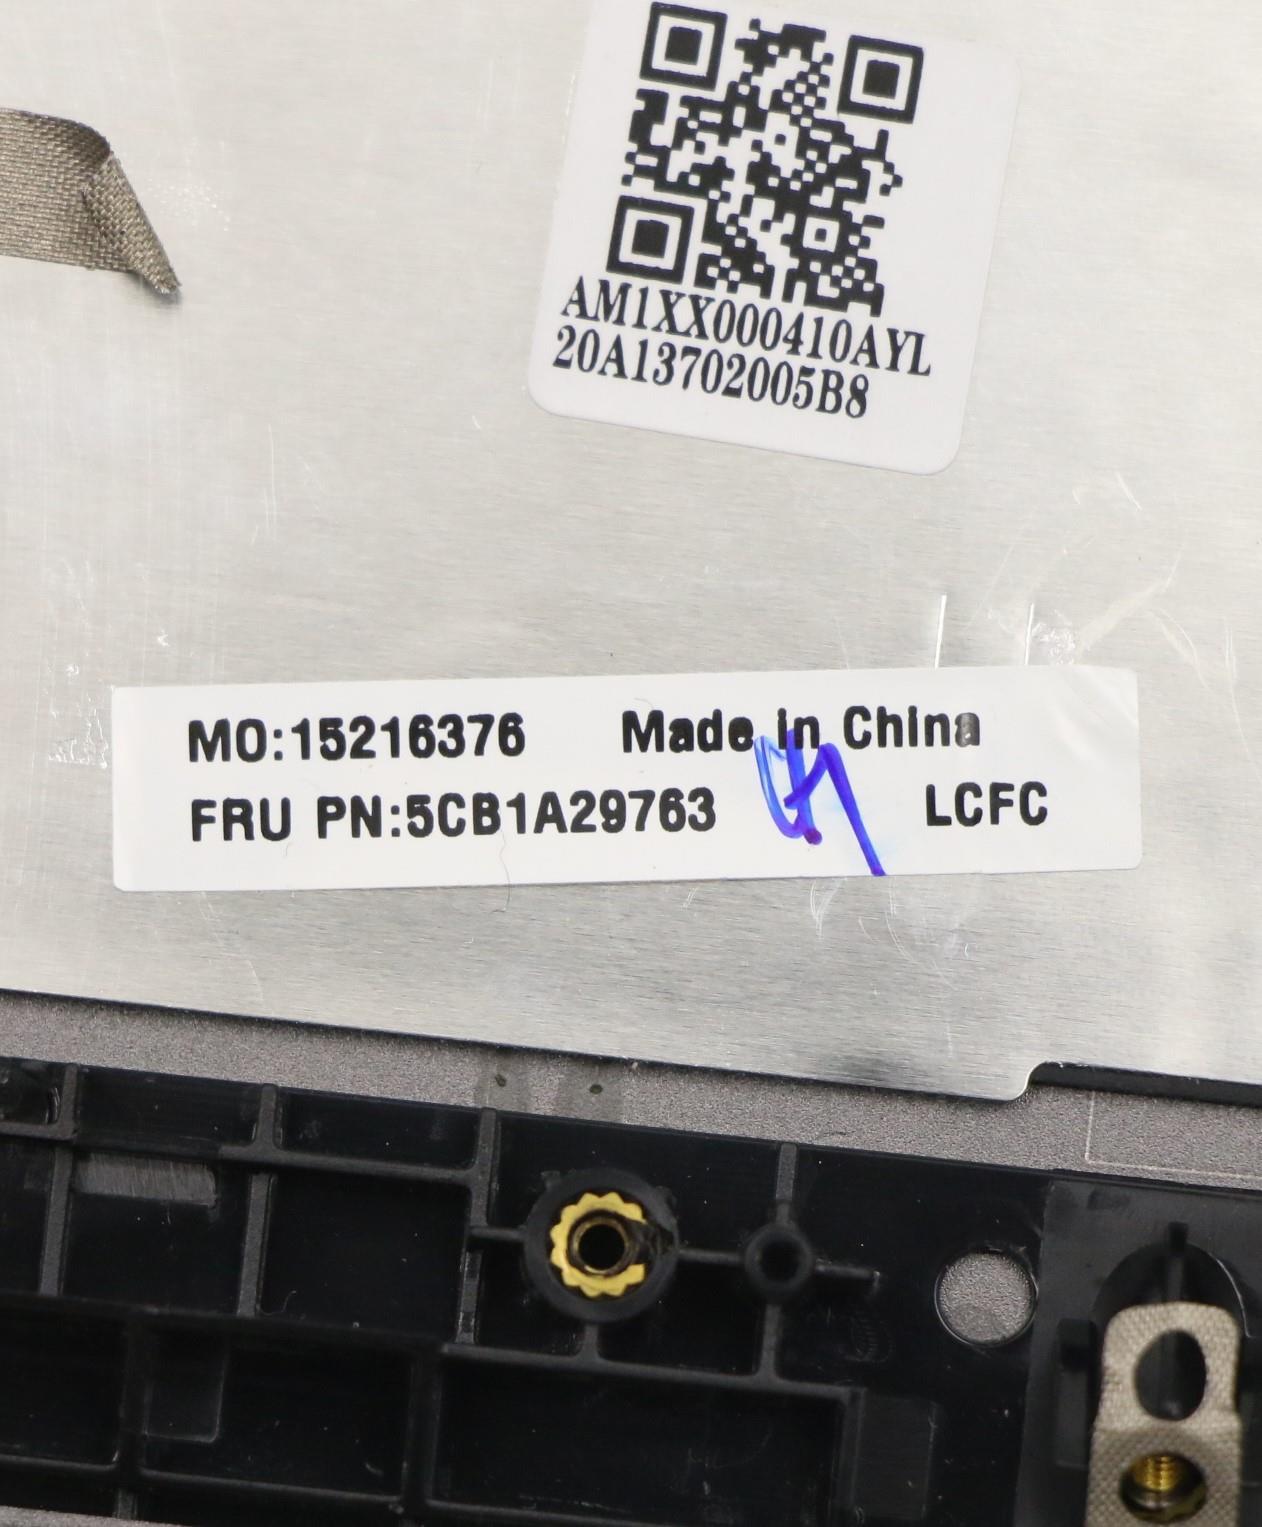 AM1XX000410AYL
20A13702005B8
MO:15216376 Made in China
FRU PN:5CB1A29763 LCFC